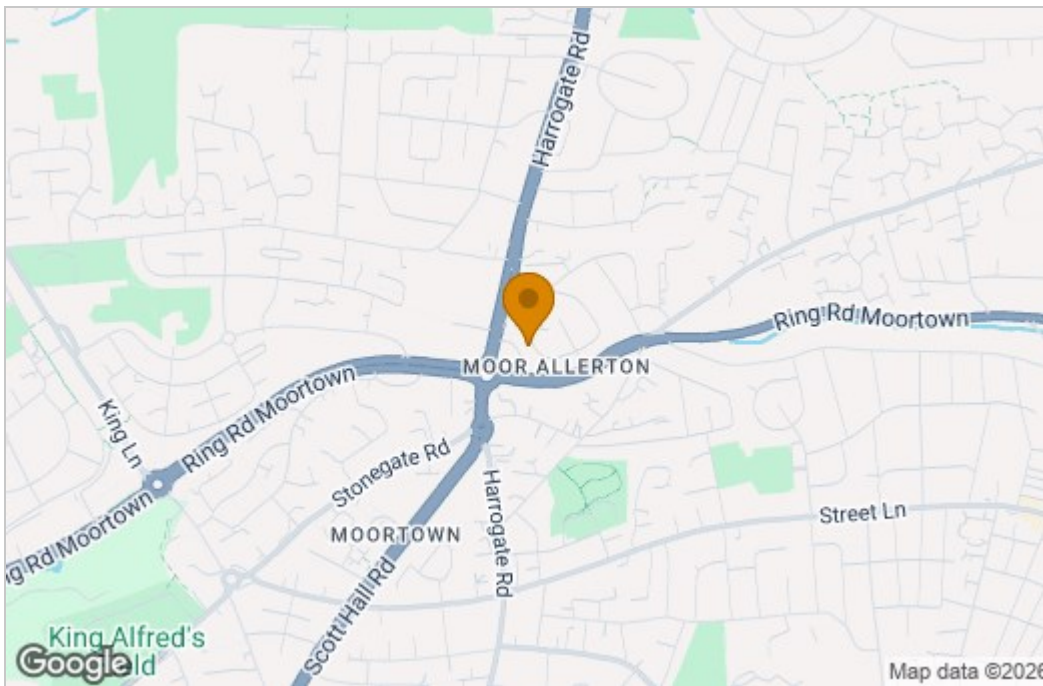 Harrogate Rd
Ring Rd Moortown
MOOR ALLERTON
Ring Rd Moortown
King Ln
Stonegate Rd
Harrogate Rd
Street Ln
MOORTOWN
Ring Rd Moortown
Scott Hall Rd
King Alfred's
Google
Map data ©2026